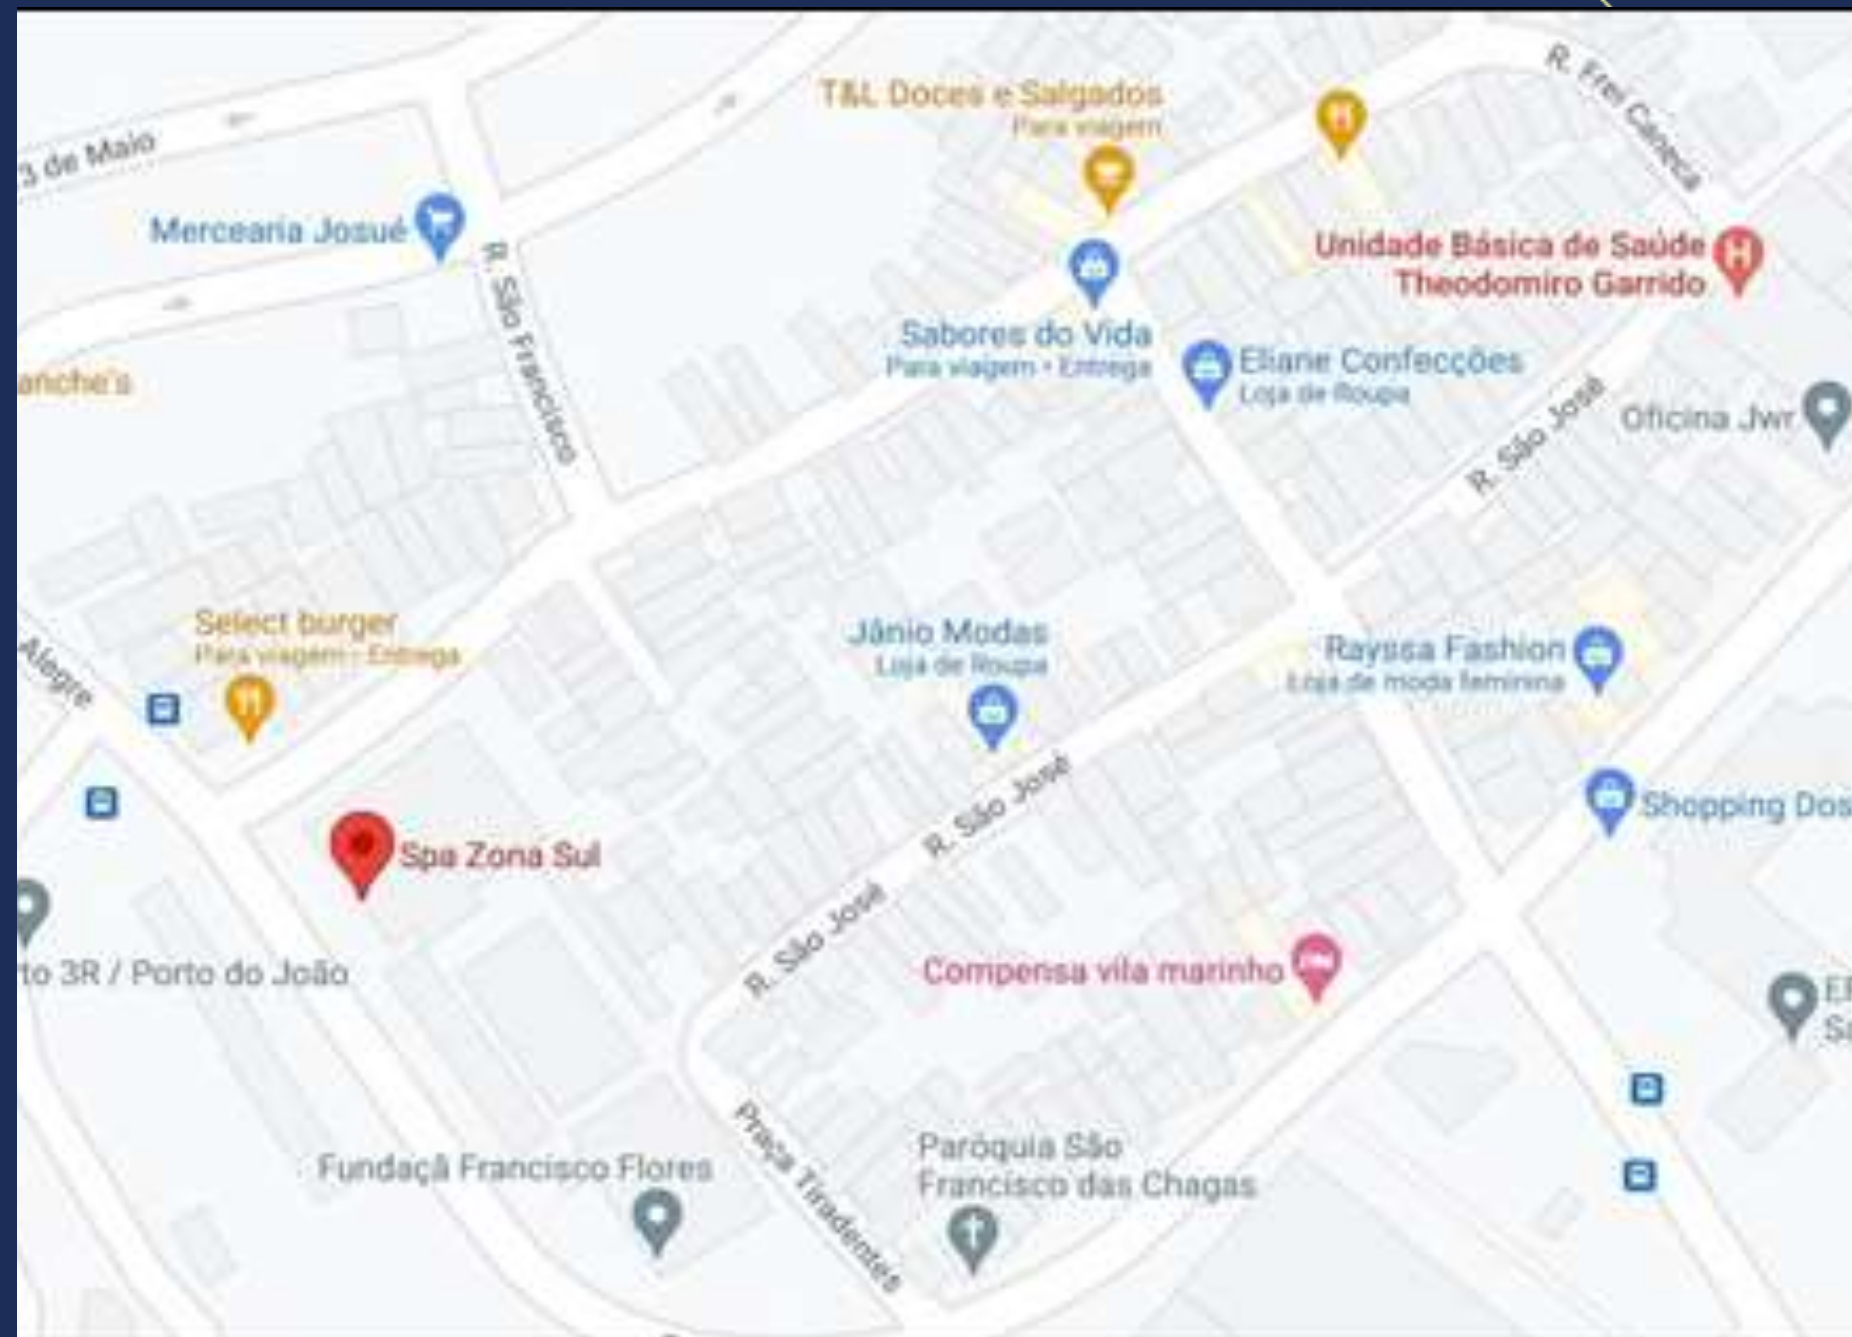 T&L Doces e Salgados
Para viagem
R. Frei Caneca
3 de Maio
Mercearia Josué
R. São Francisco
Unidade Básica de Saúde
Theodomiro Garrido
Sabores do Vida
Para viagem • Entrega
Eliane Confecções
Loja de Roupa
anche's
R. São José
Oficina Jwr
Select burger
Para viagem • Entrega
Alegre
Jânio Modas
Loja de Roupa
Rayssa Fashion
Loja de moda feminina
R. São José
Shopping Dos
Spa Zona Sul
R. São José
to 3R / Porto do João
Compensa vila marinho
Praça Tiradentes
Fundaçã Francisco Flores
Paróquia São
Francisco das Chagas